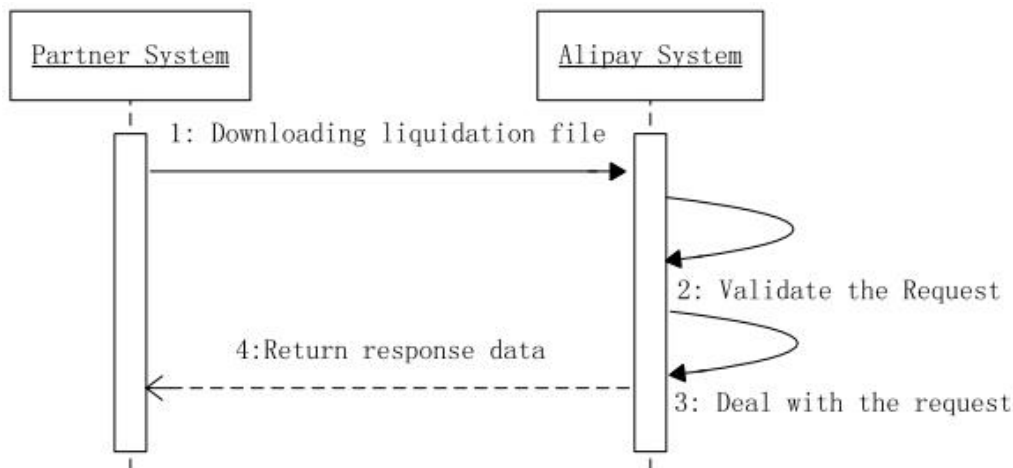 Partner System
Alipay System
1: Downloading liquidation file
2: Validate the Request
4:Return response data
3: Deal with the request